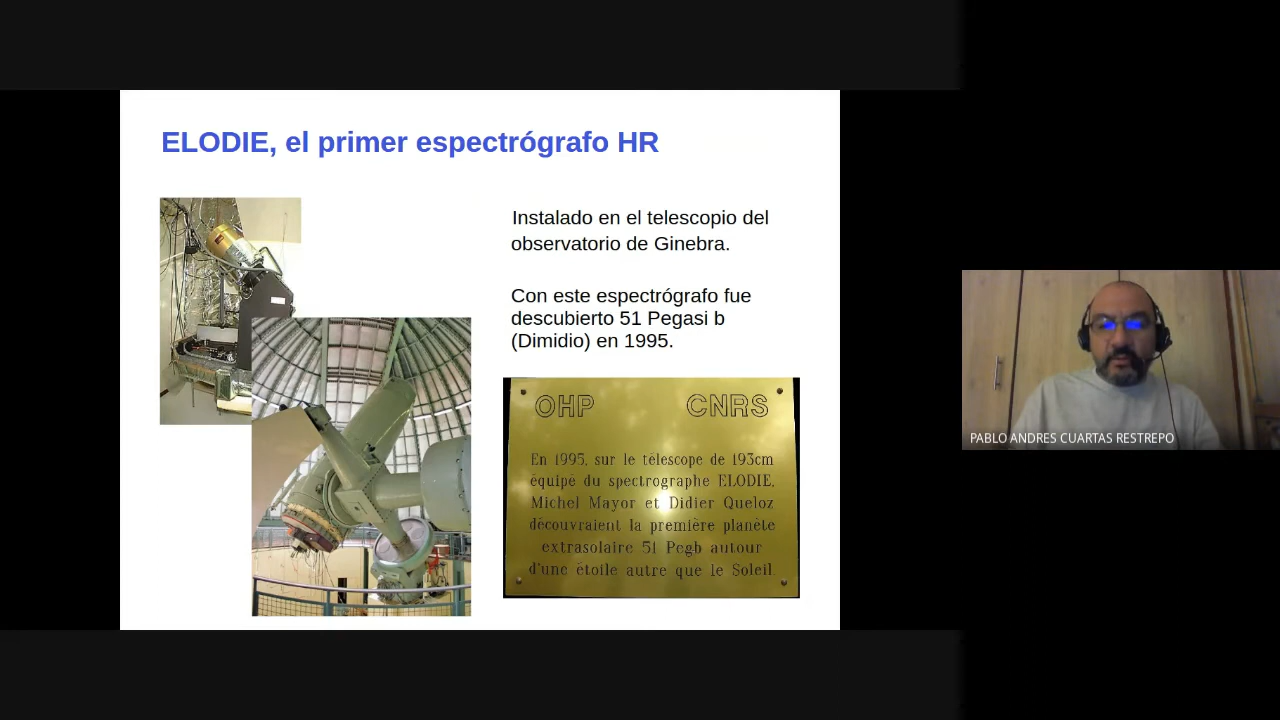 ELODIE, el primer espectrógrafo HR
Instalado en el telescopio del
observatorio de Ginebra.
Con este espectrógrafo fue
descubierto 51 Pegasi b
(Dimidio) en 1995.
OHP CNRS
En 1995, sur le télescope de 193cm
équipé du spectrographe ELODIE,
Michel Mayor et Didier Queloz
découvraient la première planète
extrasolaire 51 Pegb autour
d'une étoile autre que le Soleil.
PABLO ANDRES CUARTAS RESTREPO